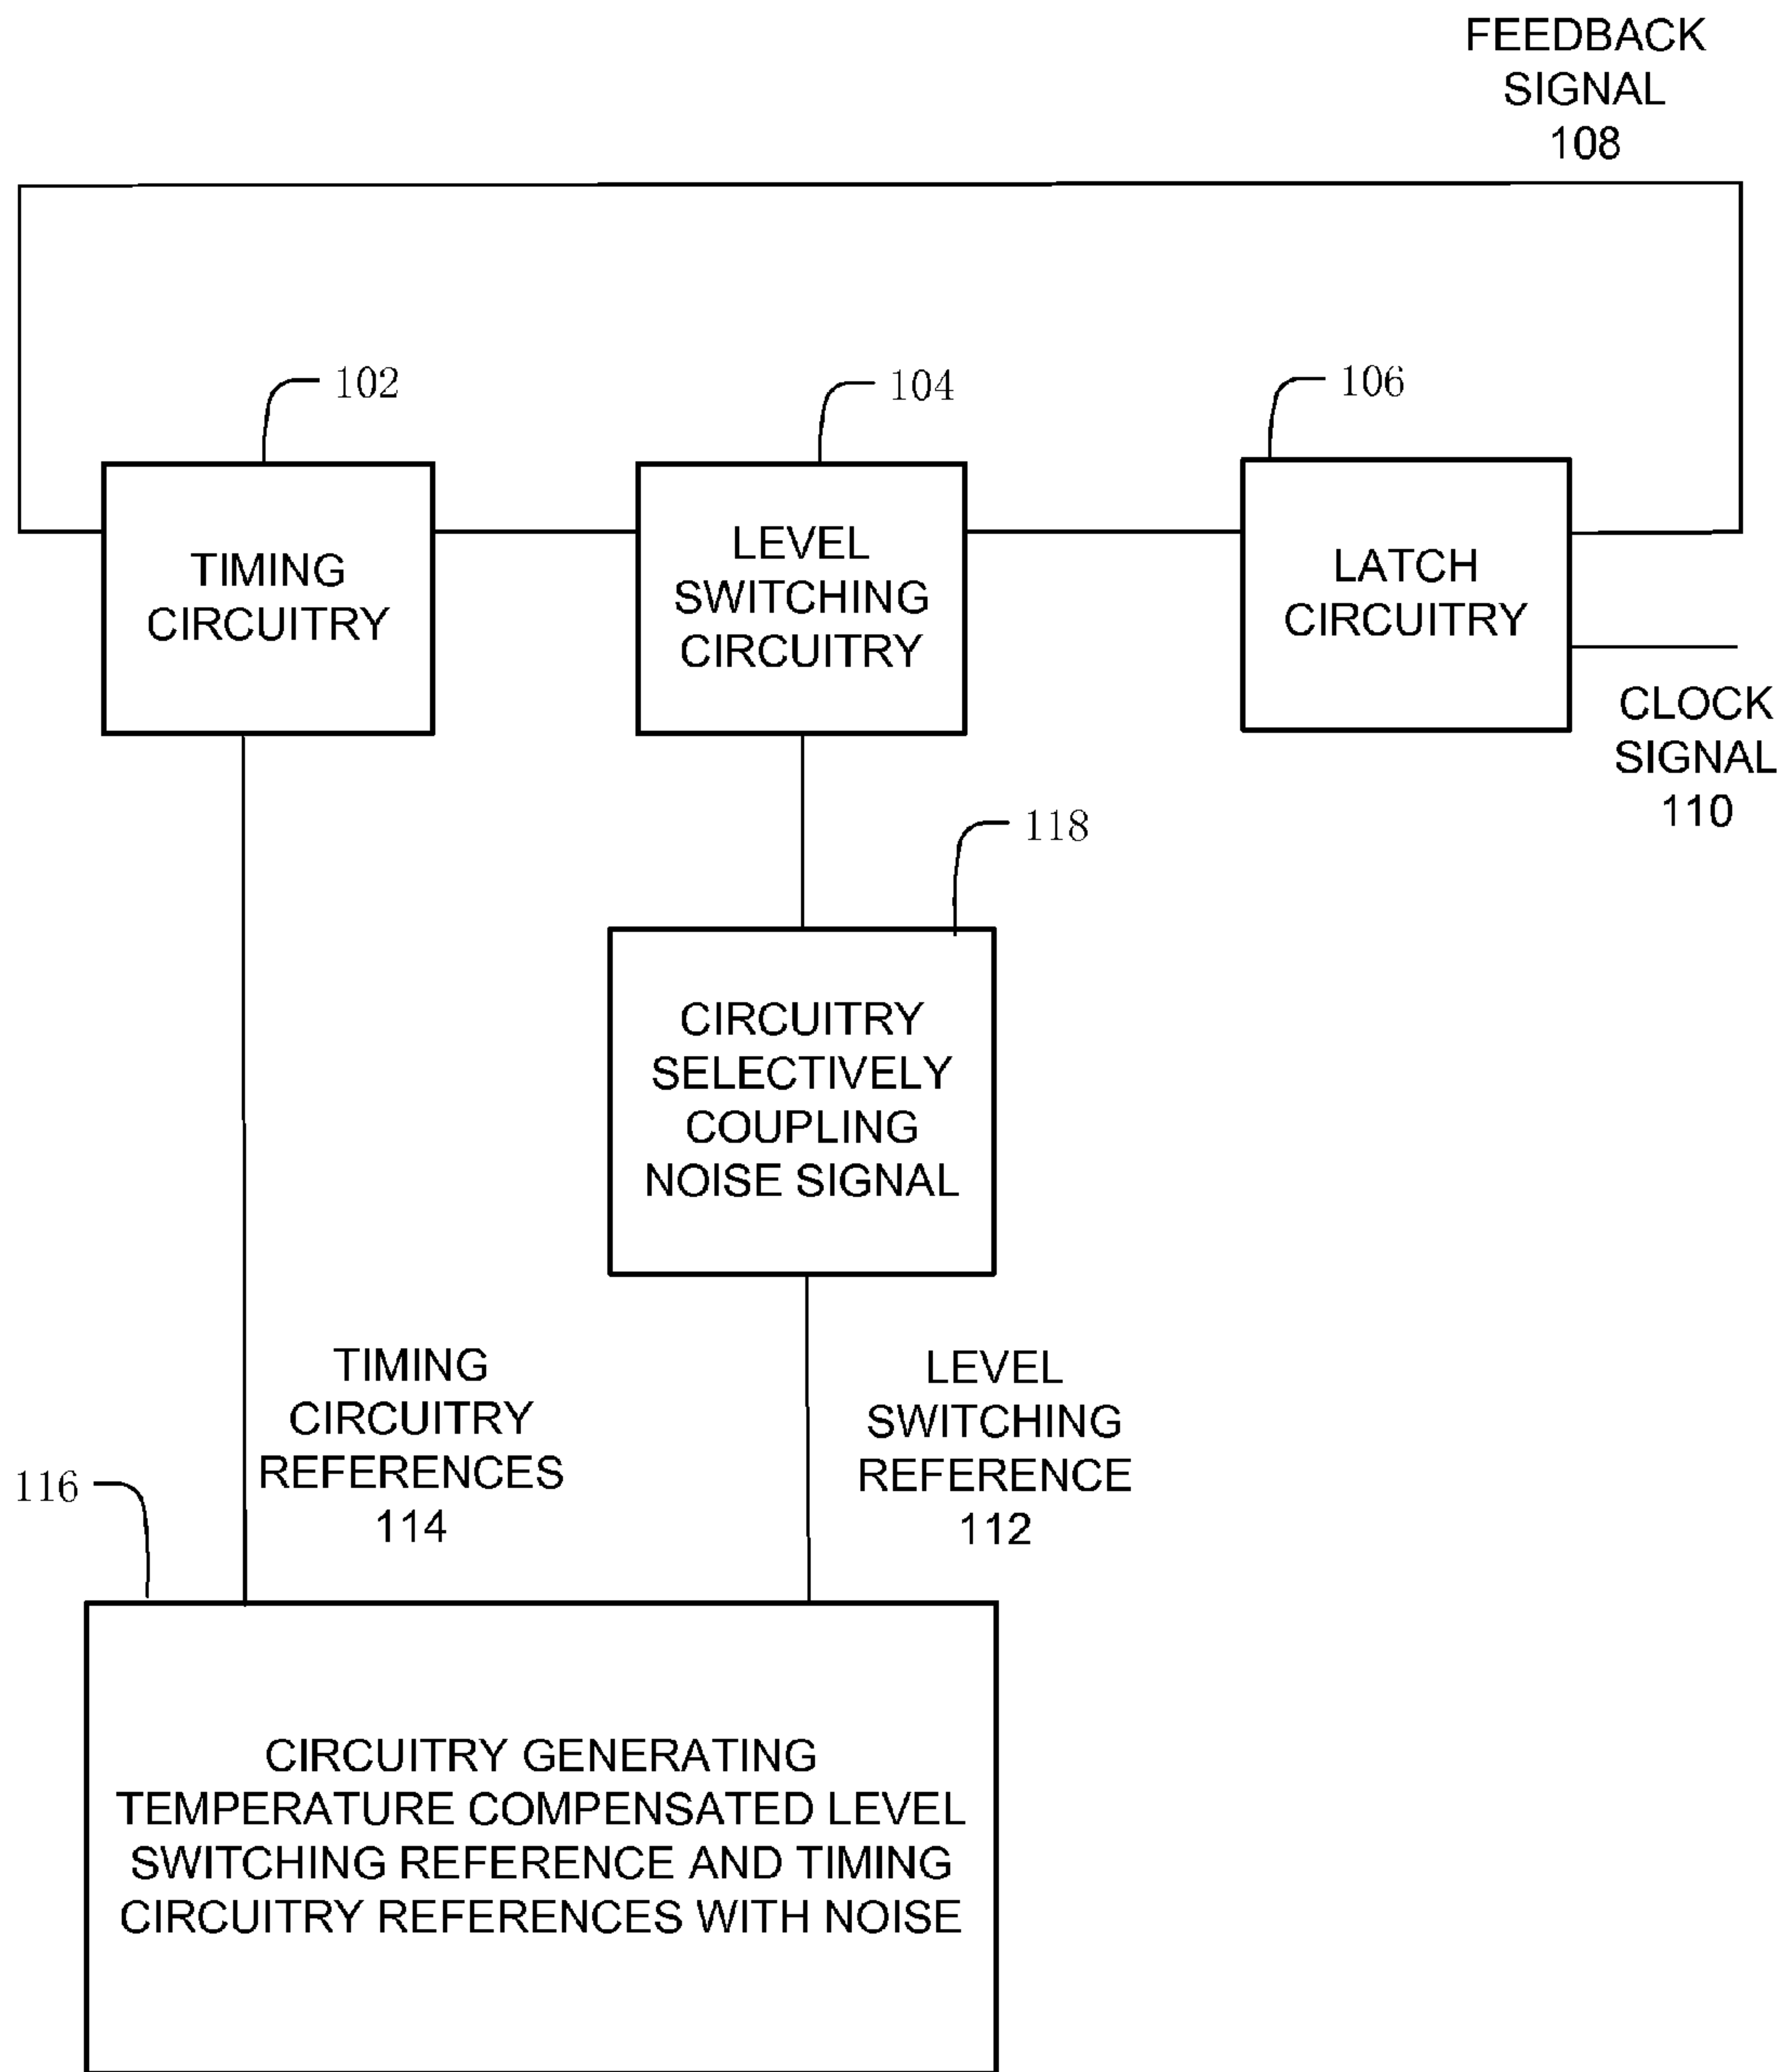 FEEDBACK
SIGNAL
108
102
104
106
TIMING
CIRCUITRY
LEVEL
SWITCHING
CIRCUITRY
LATCH
CIRCUITRY
CLOCK
SIGNAL
110
118
CIRCUITRY
SELECTIVELY
COUPLING
NOISE SIGNAL
TIMING
CIRCUITRY
REFERENCES
114
LEVEL
SWITCHING
REFERENCE
112
116
CIRCUITRY GENERATING
TEMPERATURE COMPENSATED LEVEL
SWITCHING REFERENCE AND TIMING
CIRCUITRY REFERENCES WITH NOISE